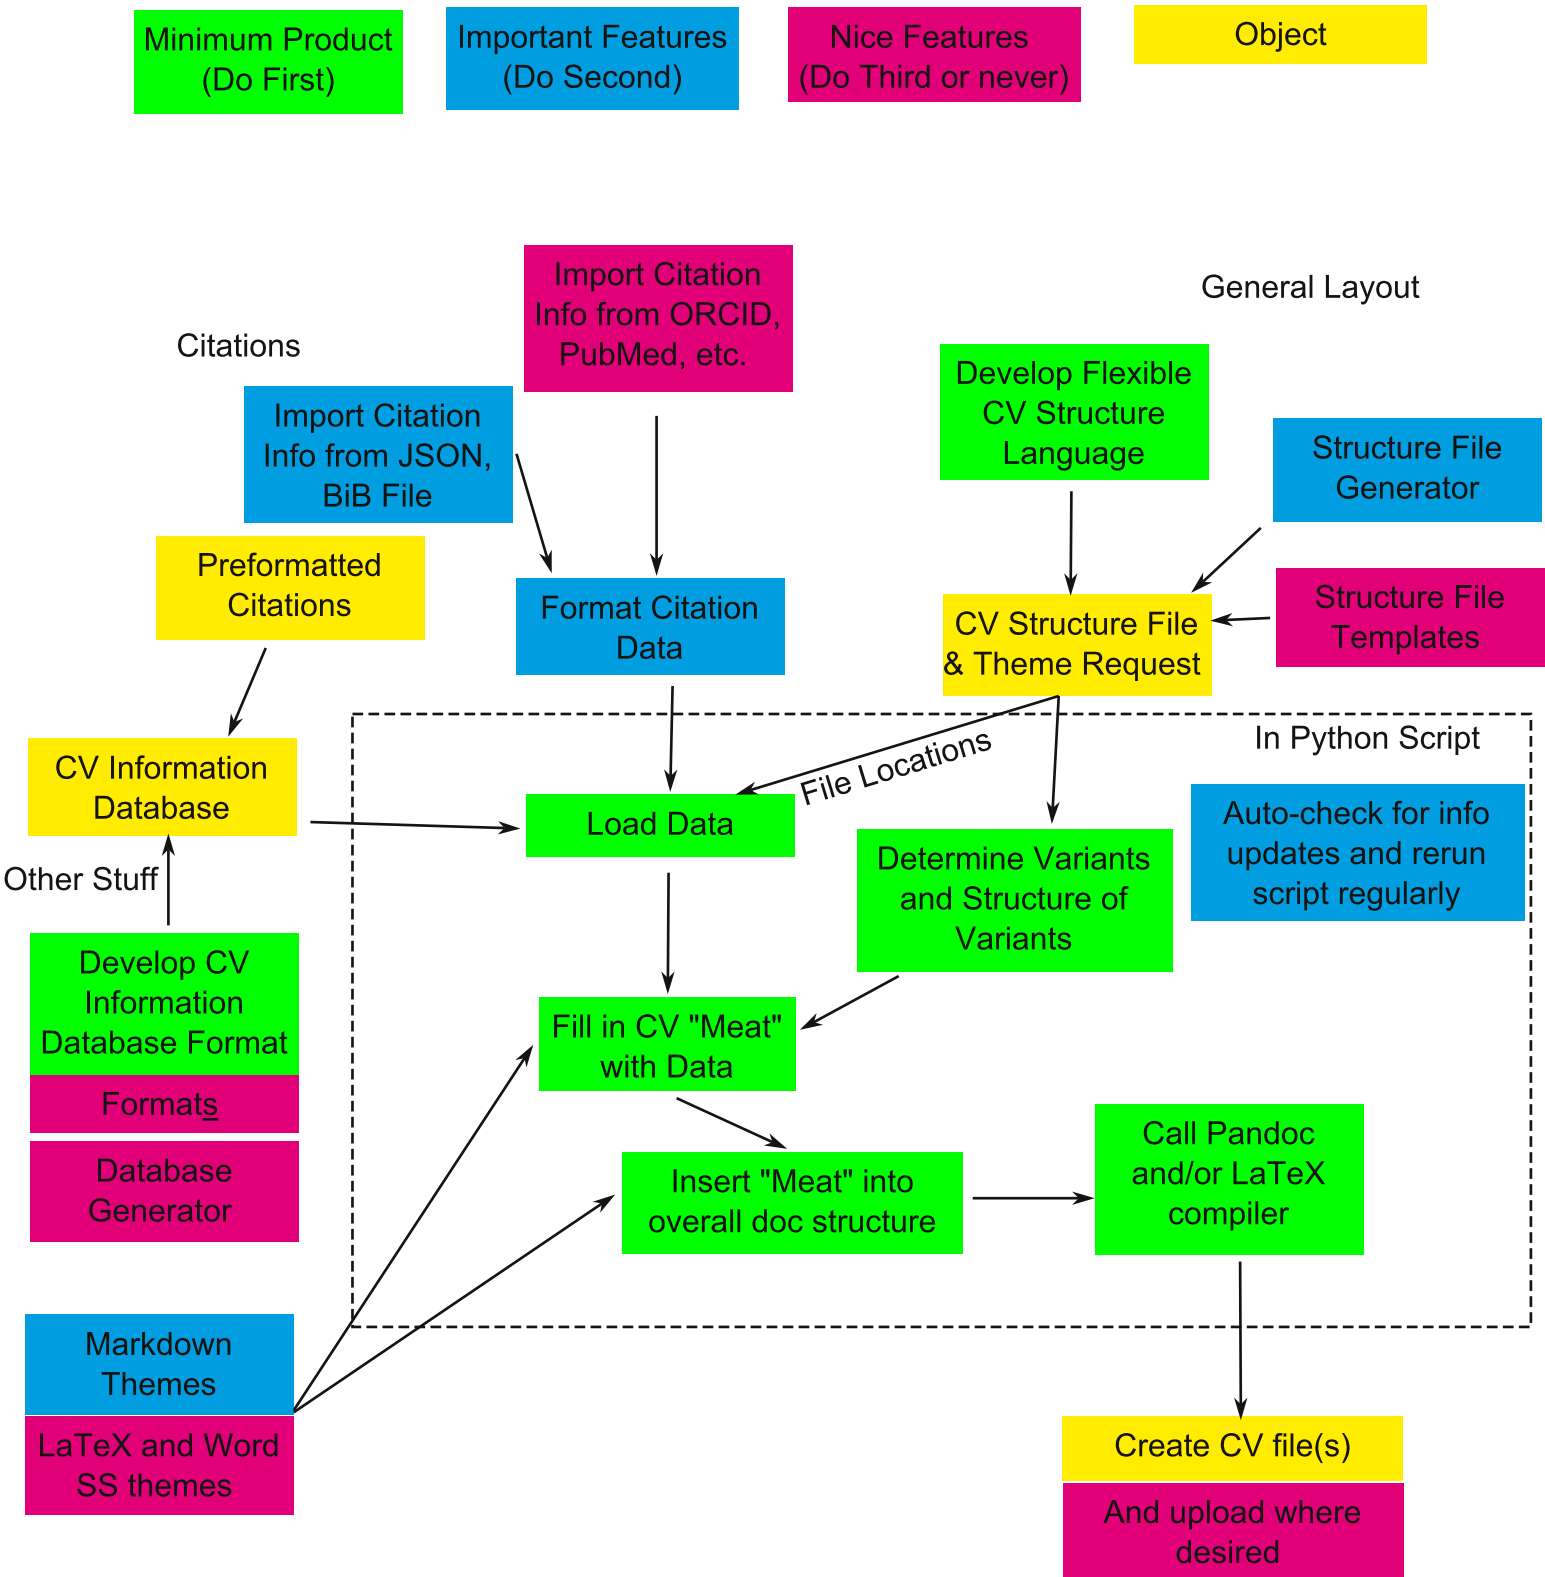 Minimum Product
(Do First)
Important Features
(Do Second)
Nice Features
(Do Third or never)
Object
Import Citation
Info from ORCID,
PubMed, etc.
General Layout
Citations
Develop Flexible
CV Structure
Language
Import Citation
Info from JSON,
BiB File
Structure File
Generator
Preformatted
Citations
Format Citation
Data
CV Structure File
& Theme Request
Structure File
Templates
In Python Script
File Locations
CV Information
Database
Load Data
Auto-check for info
updates and rerun
script regularly
Determine Variants
and Structure of
Variants
Other Stuff
Develop CV
Information
Database Format
Formats
Database
Generator
Fill in CV "Meat"
with Data
Insert "Meat" into
overall doc structure
Call Pandoc
and/or LaTeX
compiler
Markdown
Themes
LaTeX and Word
SS themes
Create CV file(s)
And upload where
desired